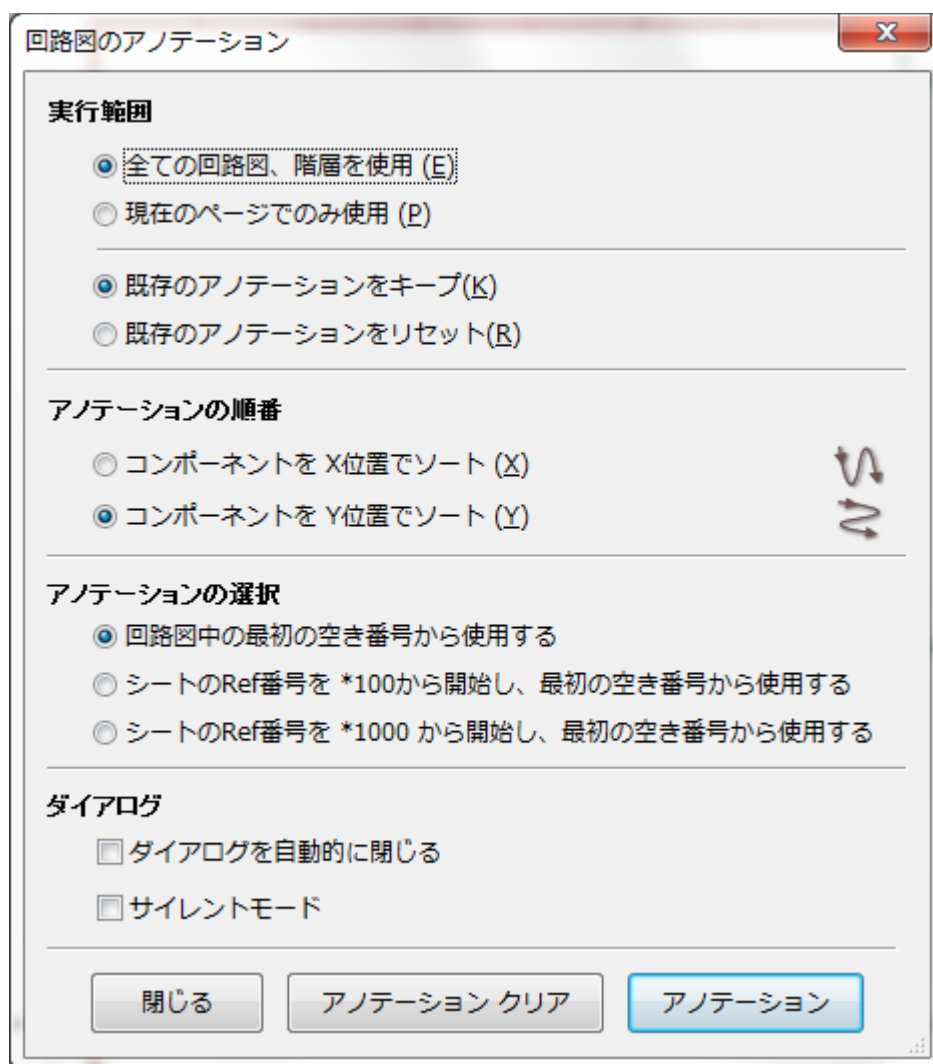 回路図のアノテーション
実行範囲
全ての回路図、階層を使用 (E)
現在のページでのみ使用 (P)
既存のアノテーションをキープ(K)
既存のアノテーションをリセット(R)
アノテーションの順番
コンポーネントを X位置でソート (X)
コンポーネントを Y位置でソート (Y)
アノテーションの選択
回路図中の最初の空き番号から使用する
シートのRef番号を *100から開始し、最初の空き番号から使用する
シートのRef番号を *1000 から開始し、最初の空き番号から使用する
ダイアログ
ダイアログを自動的に閉じる
サイレントモード
閉じる アノテーション クリア アノテーション